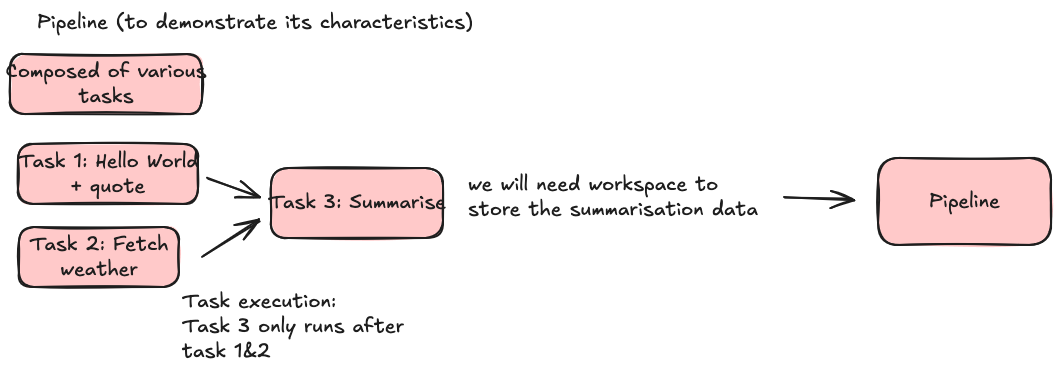 Pipeline (to demonstrate its characteristics)
Composed of various
tasks
Task 1: Hello World
+ quote
Task 2: Fetch
weather
Task 3: Summarise
we will need workspace to
store the summarisation data
Pipeline
Task execution:
Task 3 only runs after
task 1&2